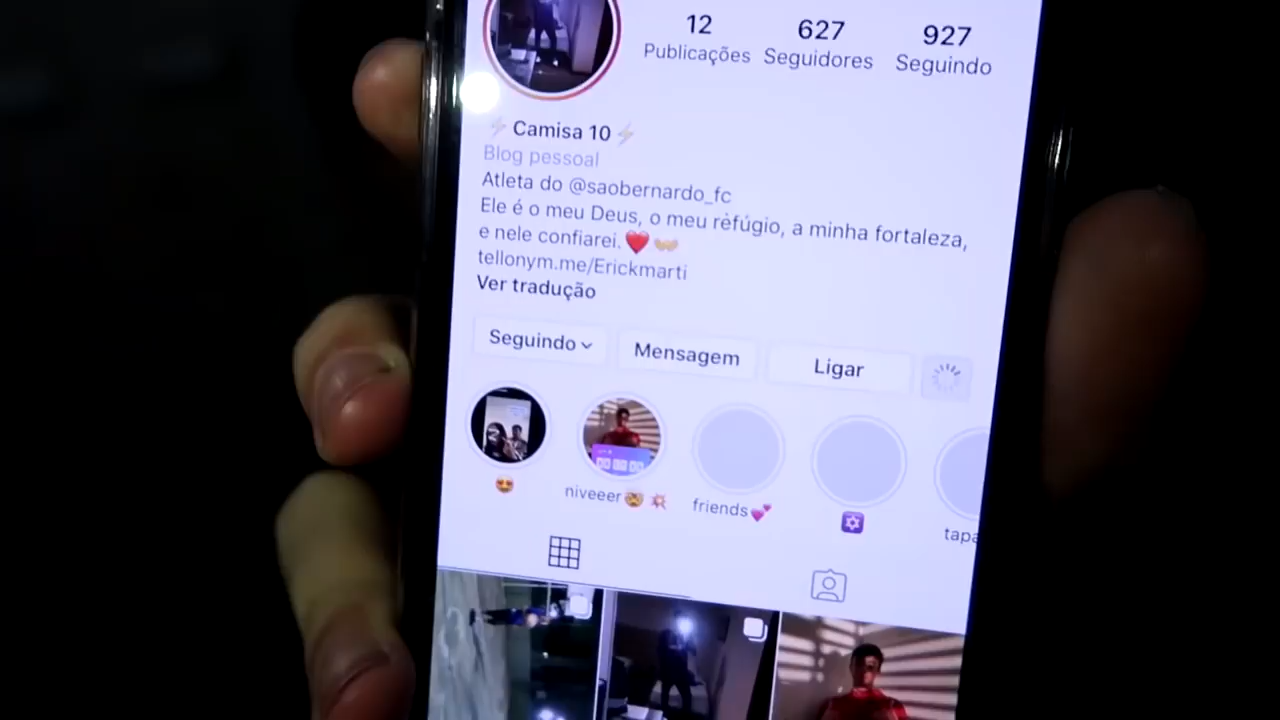 12 627 927
Publicações Seguidores Seguindo
⚡ Camisa 10 ⚡
Blog pessoal
Atleta do @saobernardo_fc
Ele é o meu Deus, o meu refúgio, a minha fortaleza,
e nele confiarei. ❤️👐
tellonym.me/Erickmarti
Ver tradução
Seguindo Mensagem Ligar
😍 niveeer🤯💥 friends💕 🔯 tapa